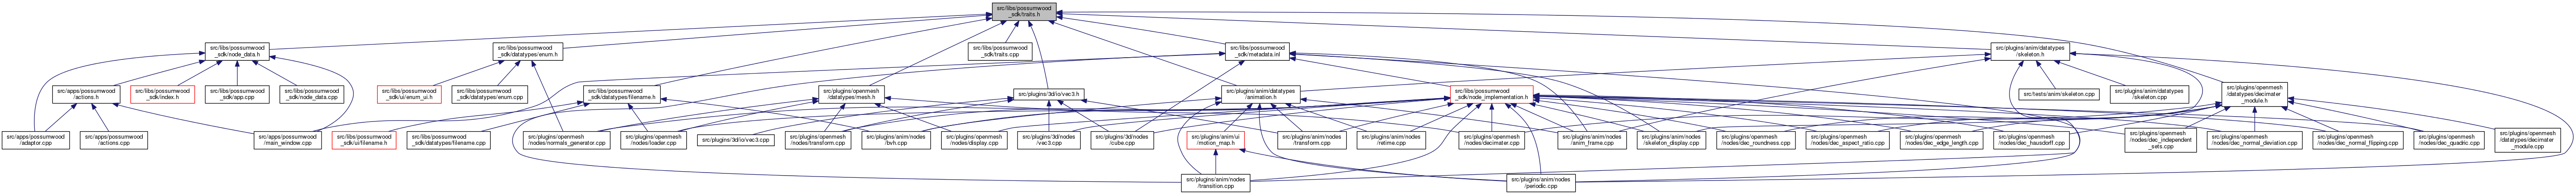 src/libs/possumwood
_sdk/traits.h
src/libs/possumwood
_sdk/node_data.h
src/libs/possumwood
_sdk/datatypes/enum.h
src/libs/possumwood
_sdk/traits.cpp
src/libs/possumwood
_sdk/metadata.inl
src/plugins/anim/datatypes
/skeleton.h
src/apps/possumwood
/actions.h
src/libs/possumwood
_sdk/index.h
src/libs/possumwood
_sdk/app.cpp
src/libs/possumwood
_sdk/node_data.cpp
src/libs/possumwood
_sdk/ui/enum_ui.h
src/libs/possumwood
_sdk/datatypes/enum.cpp
src/libs/possumwood
_sdk/datatypes/filename.h
src/plugins/openmesh
/datatypes/mesh.h
src/plugins/3d/io/vec3.h
src/plugins/anim/datatypes
/animation.h
src/libs/possumwood
_sdk/node_implementation.h
src/tests/anim/skeleton.cpp
src/plugins/anim/datatypes
/skeleton.cpp
src/plugins/openmesh
/datatypes/decimater
_module.h
src/apps/possumwood
/adaptor.cpp
src/apps/possumwood
/actions.cpp
src/apps/possumwood
/main_window.cpp
src/libs/possumwood
_sdk/ui/filename.h
src/libs/possumwood
_sdk/datatypes/filename.cpp
src/plugins/openmesh
/nodes/normals_generator.cpp
src/plugins/openmesh
/nodes/loader.cpp
src/plugins/3d/io/vec3.cpp
src/plugins/openmesh
/nodes/transform.cpp
src/plugins/anim/nodes
/bvh.cpp
src/plugins/openmesh
/nodes/display.cpp
src/plugins/3d/nodes
/vec3.cpp
src/plugins/3d/nodes
/cube.cpp
src/plugins/anim/ui
/motion_map.h
src/plugins/anim/nodes
/transform.cpp
src/plugins/anim/nodes
/retime.cpp
src/plugins/openmesh
/nodes/decimater.cpp
src/plugins/anim/nodes
/anim_frame.cpp
src/plugins/anim/nodes
/skeleton_display.cpp
src/plugins/openmesh
/nodes/dec_roundness.cpp
src/plugins/openmesh
/nodes/dec_aspect_ratio.cpp
src/plugins/openmesh
/nodes/dec_edge_length.cpp
src/plugins/openmesh
/nodes/dec_hausdorff.cpp
src/plugins/openmesh
/nodes/dec_independent
_sets.cpp
src/plugins/openmesh
/nodes/dec_normal_deviation.cpp
src/plugins/openmesh
/nodes/dec_normal_flipping.cpp
src/plugins/openmesh
/nodes/dec_quadric.cpp
src/plugins/openmesh
/datatypes/decimater
_module.cpp
src/plugins/anim/nodes
/transition.cpp
src/plugins/anim/nodes
/periodic.cpp